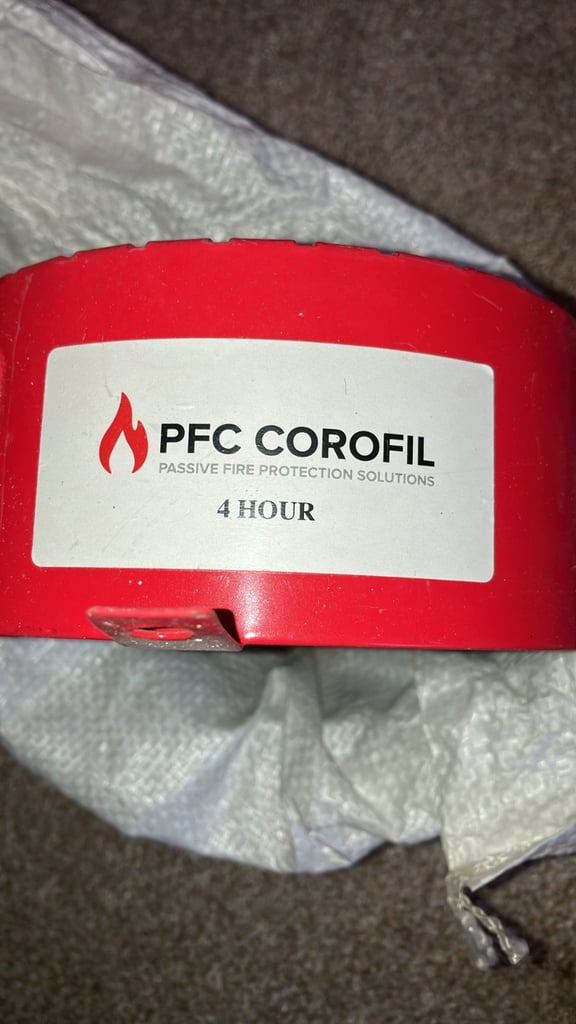 PFC COROFIL
PASSIVE FIRE PROTECTION SOLUTIONS
4 HOUR